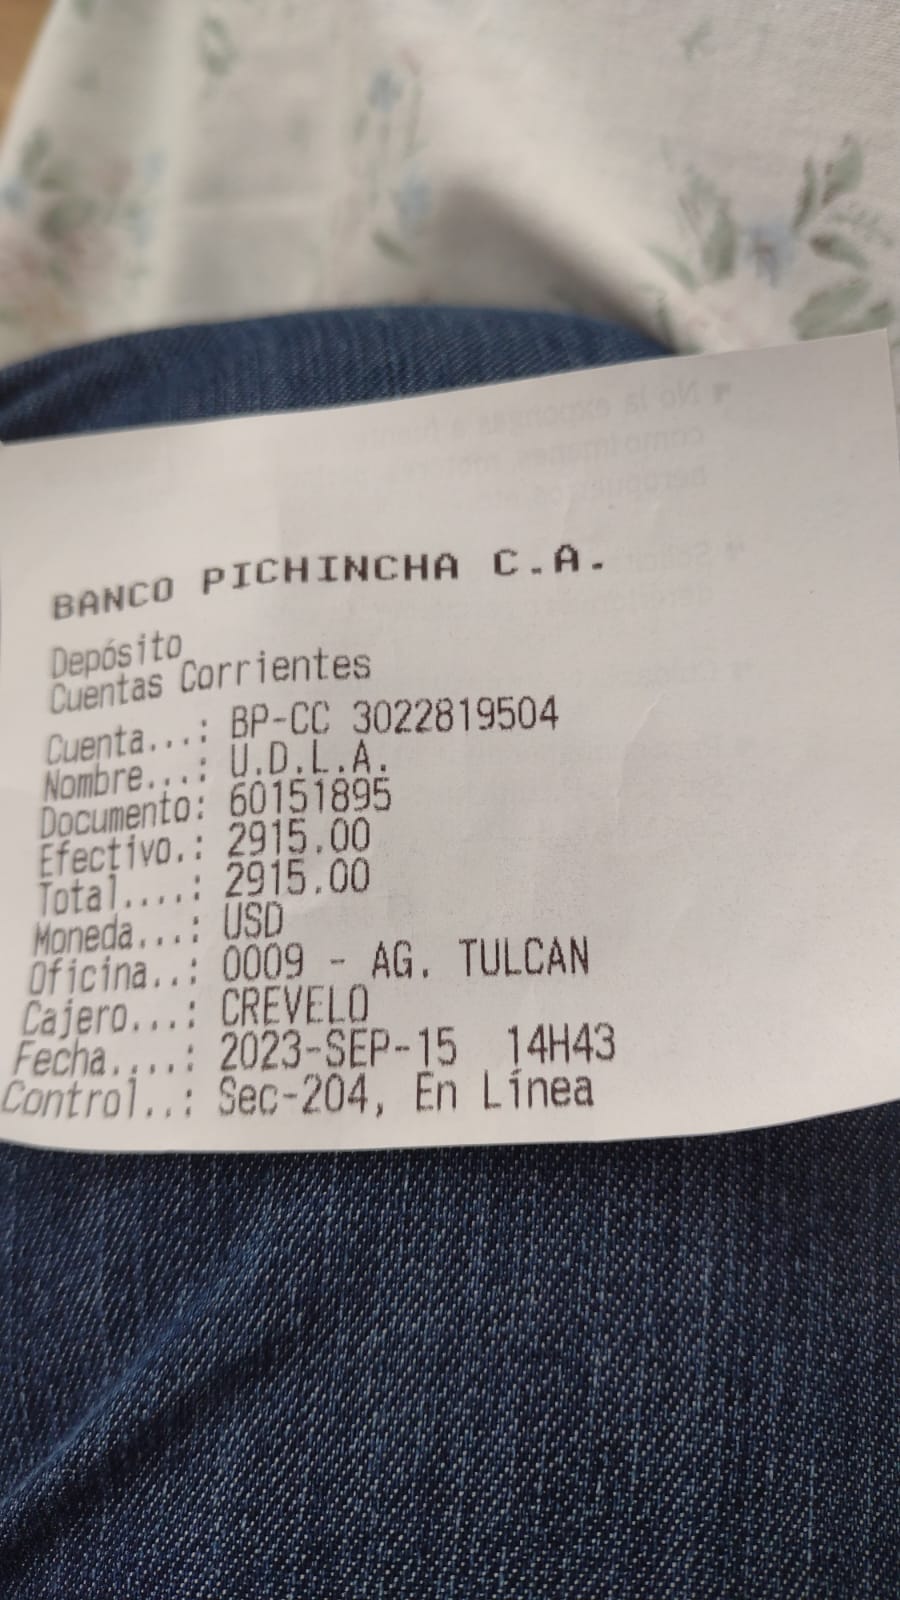 BANCO PICHINCHA C.A.
Depósito
Cuentas Corrientes
Cuenta...: BP-CC 3022819504
Nombre...: U.D.L.A.
Documento: 60151895
Efectivo.: 2915.00
Total....: 2915.00
Moneda...: USD
Oficina..: 0009 - AG. TULCAN
Cajero...: CREVELO
Fecha....: 2023-SEP-15 14H43
Control..: Sec-204, En Línea